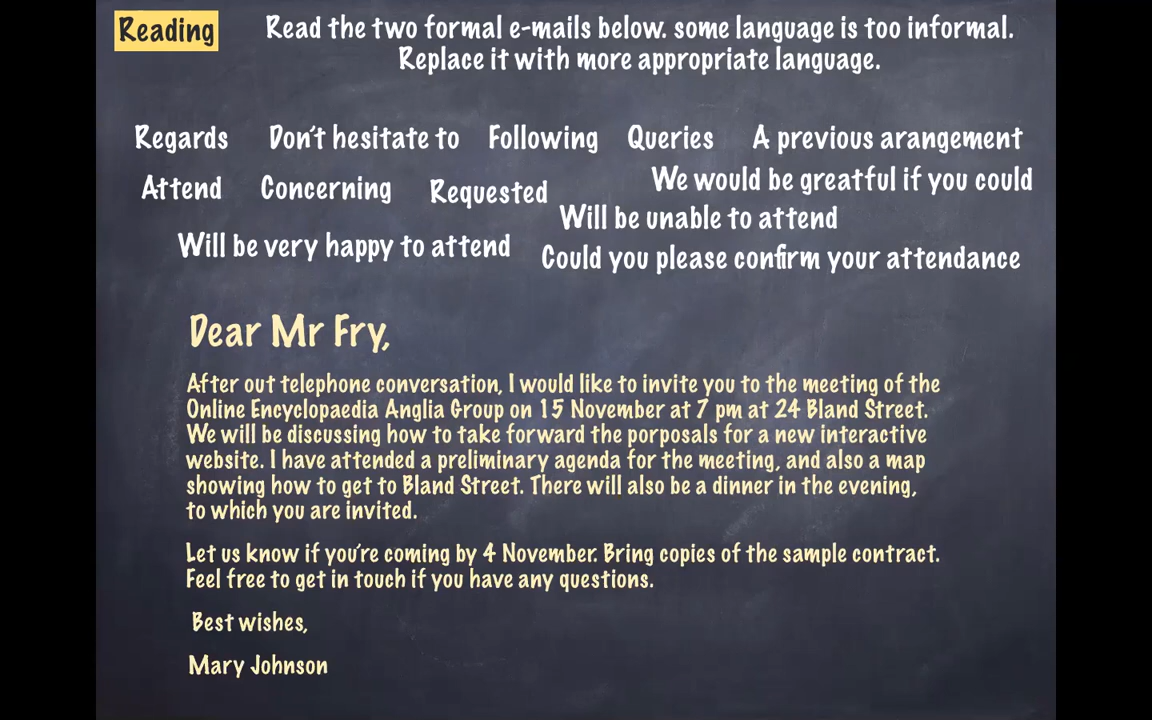 Reading
Read the two formal e-mails below. some language is too informal.
Replace it with more appropriate language.
Regards Don't hesitate to Following Queries A previous arangement
Attend Concerning Requested We would be greatful if you could
Will be unable to attend
Will be very happy to attend Could you please confirm your attendance
Dear Mr Fry,
After out telephone conversation, I would like to invite you to the meeting of the
Online Encyclopaedia Anglia Group on 15 November at 7 pm at 24 Bland Street.
We will be discussing how to take forward the porposals for a new interactive
website. I have attended a preliminary agenda for the meeting, and also a map
showing how to get to Bland Street. There will also be a dinner in the evening,
to which you are invited.
Let us know if you're coming by 4 November. Bring copies of the sample contract.
Feel free to get in touch if you have any questions.
Best wishes,
Mary Johnson